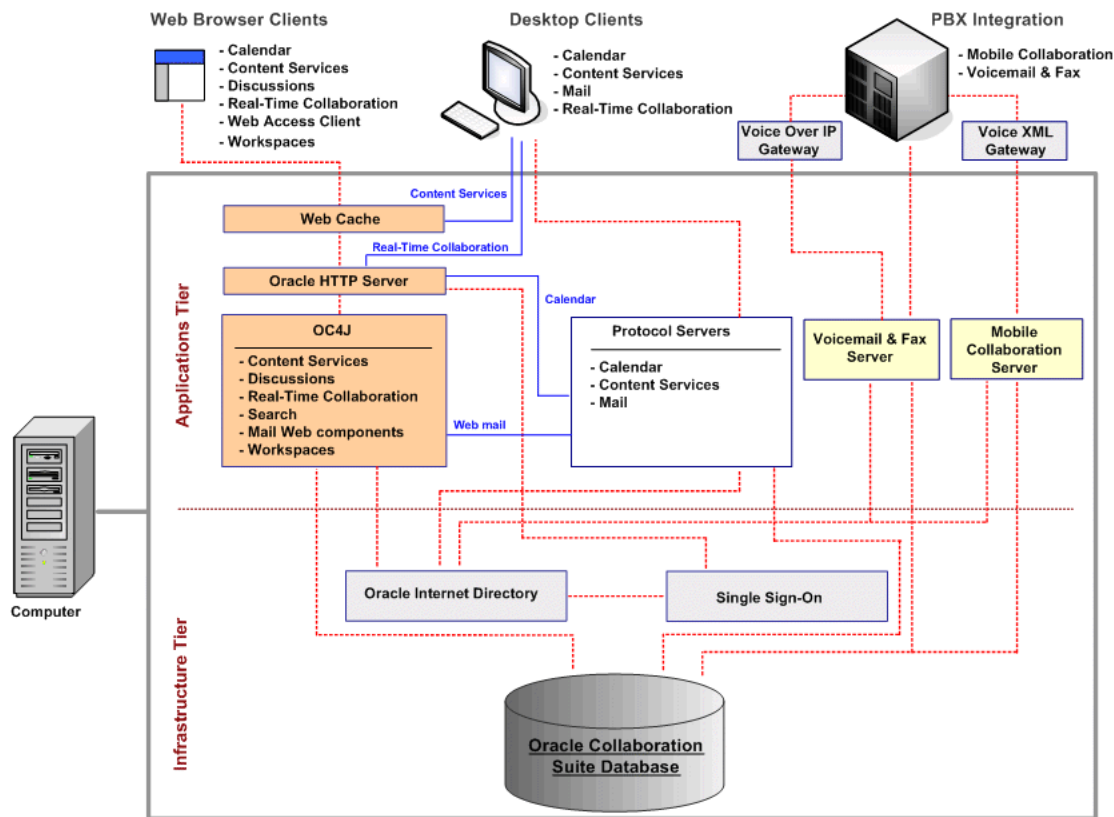 Web Browser Clients
- Calendar
- Content Services
- Discussions
- Real-Time Collaboration
- Web Access Client
- Workspaces
Desktop Clients
- Calendar
- Content Services
- Mail
- Real-Time Collaboration
PBX Integration
- Mobile Collaboration
- Voicemail & Fax
Voice Over IP
Gateway
Voice XML
Gateway
Content Services
Web Cache
Real-Time Collaboration
Oracle HTTP Server
Calendar
Applications Tier
OC4J
- Content Services
- Discussions
- Real-Time Collaboration
- Search
- Mail Web components
- Workspaces
Web mail
Protocol Servers
- Calendar
- Content Services
- Mail
Voicemail & Fax
Server
Mobile
Collaboration
Server
Computer
Infrastructure Tier
Oracle Internet Directory
Single Sign-On
Oracle Collaboration
Suite Database